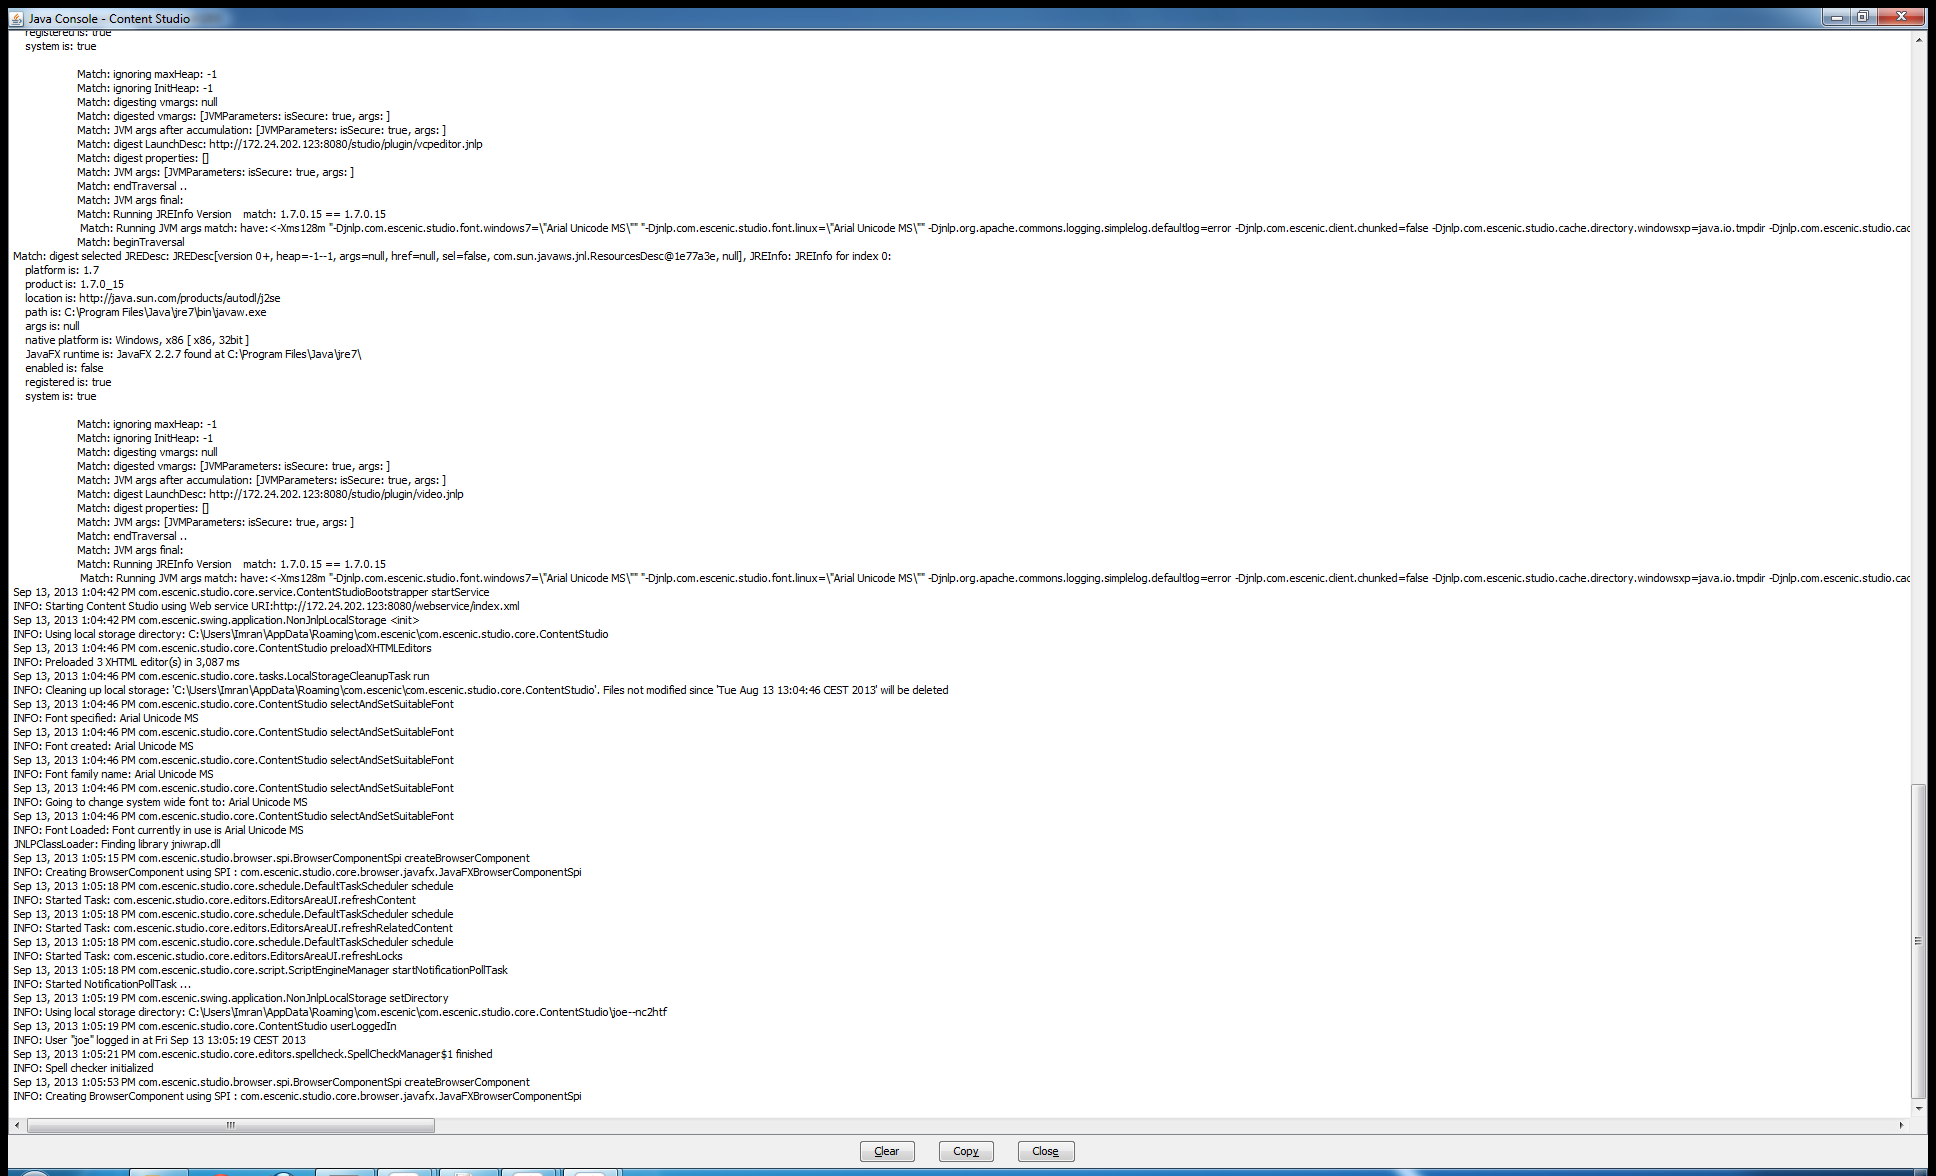 Java Console - Content Studio
registered is: true
system is: true
Match: ignoring maxHeap: -1
Match: ignoring InitHeap: -1
Match: digesting vmargs: null
Match: digested vmargs: [JVMParameters: isSecure: true, args: ]
Match: JVM args after accumulation: [JVMParameters: isSecure: true, args: ]
Match: digest LaunchDesc: http://172.24.202.123:8080/studio/plugin/vcpeditor.jnlp
Match: digest properties: []
Match: JVM args: [JVMParameters: isSecure: true, args: ]
Match: endTraversal ..
Match: JVM args final:
Match: Running JREInfo Version    match: 1.7.0.15 == 1.7.0.15
Match: Running JVM args match: have:<-Xms128m "-Djnlp.com.escenic.studio.font.windows7=\"Arial Unicode MS\"" "-Djnlp.com.escenic.studio.font.linux=\"Arial Unicode MS\"" -Djnlp.org.apache.commons.logging.simplelog.defaultlog=error -Djnlp.com.escenic.client.chunked=false -Djnlp.com.escenic.studio.cache.directory.windowsxp=java.io.tmpdir -Djnlp.com.escenic.studio.cac
Match: beginTraversal
Match: digest selected JREDesc: JREDesc[version 0+, heap=-1--1, args=null, href=null, sel=false, com.sun.javaws.jnl.ResourcesDesc@1e77a3e, null], JREInfo: JREInfo for index 0:
platform is: 1.7
product is: 1.7.0_15
location is: http://java.sun.com/products/autodl/j2se
path is: C:\Program Files\Java\jre7\bin\javaw.exe
args is: null
native platform is: Windows, x86 [ x86, 32bit ]
JavaFX runtime is: JavaFX 2.2.7 found at C:\Program Files\Java\jre7\
enabled is: false
registered is: true
system is: true
Match: ignoring maxHeap: -1
Match: ignoring InitHeap: -1
Match: digesting vmargs: null
Match: digested vmargs: [JVMParameters: isSecure: true, args: ]
Match: JVM args after accumulation: [JVMParameters: isSecure: true, args: ]
Match: digest LaunchDesc: http://172.24.202.123:8080/studio/plugin/video.jnlp
Match: digest properties: []
Match: JVM args: [JVMParameters: isSecure: true, args: ]
Match: endTraversal ..
Match: JVM args final:
Match: Running JREInfo Version    match: 1.7.0.15 == 1.7.0.15
Match: Running JVM args match: have:<-Xms128m "-Djnlp.com.escenic.studio.font.windows7=\"Arial Unicode MS\"" "-Djnlp.com.escenic.studio.font.linux=\"Arial Unicode MS\"" -Djnlp.org.apache.commons.logging.simplelog.defaultlog=error -Djnlp.com.escenic.client.chunked=false -Djnlp.com.escenic.studio.cache.directory.windowsxp=java.io.tmpdir -Djnlp.com.escenic.studio.cac
Sep 13, 2013 1:04:42 PM com.escenic.studio.core.service.ContentStudioBootstrapper startService
INFO: Starting Content Studio using Web service URI:http://172.24.202.123:8080/webservice/index.xml
Sep 13, 2013 1:04:42 PM com.escenic.swing.application.NonJnlpLocalStorage <init>
INFO: Using local storage directory: C:\Users\Imran\AppData\Roaming\com.escenic\com.escenic.studio.core.ContentStudio
Sep 13, 2013 1:04:46 PM com.escenic.studio.core.ContentStudio preloadXHTMLEditors
INFO: Preloaded 3 XHTML editor(s) in 3,087 ms
Sep 13, 2013 1:04:46 PM com.escenic.studio.core.tasks.LocalStorageCleanupTask run
INFO: Cleaning up local storage: 'C:\Users\Imran\AppData\Roaming\com.escenic\com.escenic.studio.core.ContentStudio'. Files not modified since 'Tue Aug 13 13:04:46 CEST 2013' will be deleted
Sep 13, 2013 1:04:46 PM com.escenic.studio.core.ContentStudio selectAndSetSuitableFont
INFO: Font specified: Arial Unicode MS
Sep 13, 2013 1:04:46 PM com.escenic.studio.core.ContentStudio selectAndSetSuitableFont
INFO: Font created: Arial Unicode MS
Sep 13, 2013 1:04:46 PM com.escenic.studio.core.ContentStudio selectAndSetSuitableFont
INFO: Font family name: Arial Unicode MS
Sep 13, 2013 1:04:46 PM com.escenic.studio.core.ContentStudio selectAndSetSuitableFont
INFO: Going to change system wide font to: Arial Unicode MS
Sep 13, 2013 1:04:46 PM com.escenic.studio.core.ContentStudio selectAndSetSuitableFont
INFO: Font Loaded: Font currently in use is Arial Unicode MS
JNLPClassLoader: Finding library jniwrap.dll
Sep 13, 2013 1:05:15 PM com.escenic.studio.browser.spi.BrowserComponentSpi createBrowserComponent
INFO: Creating BrowserComponent using SPI : com.escenic.studio.core.browser.javafx.JavaFXBrowserComponentSpi
Sep 13, 2013 1:05:18 PM com.escenic.studio.core.schedule.DefaultTaskScheduler schedule
INFO: Started Task: com.escenic.studio.core.editors.EditorsAreaUI.refreshContent
Sep 13, 2013 1:05:18 PM com.escenic.studio.core.schedule.DefaultTaskScheduler schedule
INFO: Started Task: com.escenic.studio.core.editors.EditorsAreaUI.refreshRelatedContent
Sep 13, 2013 1:05:18 PM com.escenic.studio.core.schedule.DefaultTaskScheduler schedule
INFO: Started Task: com.escenic.studio.core.editors.EditorsAreaUI.refreshLocks
Sep 13, 2013 1:05:18 PM com.escenic.studio.core.script.ScriptEngineManager startNotificationPollTask
INFO: Started NotificationPollTask ...
Sep 13, 2013 1:05:19 PM com.escenic.swing.application.NonJnlpLocalStorage setDirectory
INFO: Using local storage directory: C:\Users\Imran\AppData\Roaming\com.escenic\com.escenic.studio.core.ContentStudio\joe--nc2htf
Sep 13, 2013 1:05:19 PM com.escenic.studio.core.ContentStudio userLoggedIn
INFO: User "joe" logged in at Fri Sep 13 13:05:19 CEST 2013
Sep 13, 2013 1:05:21 PM com.escenic.studio.core.editors.spellcheck.SpellCheckManager$1 finished
INFO: Spell checker initialized
Sep 13, 2013 1:05:53 PM com.escenic.studio.browser.spi.BrowserComponentSpi createBrowserComponent
INFO: Creating BrowserComponent using SPI : com.escenic.studio.core.browser.javafx.JavaFXBrowserComponentSpi
Clear Copy Close